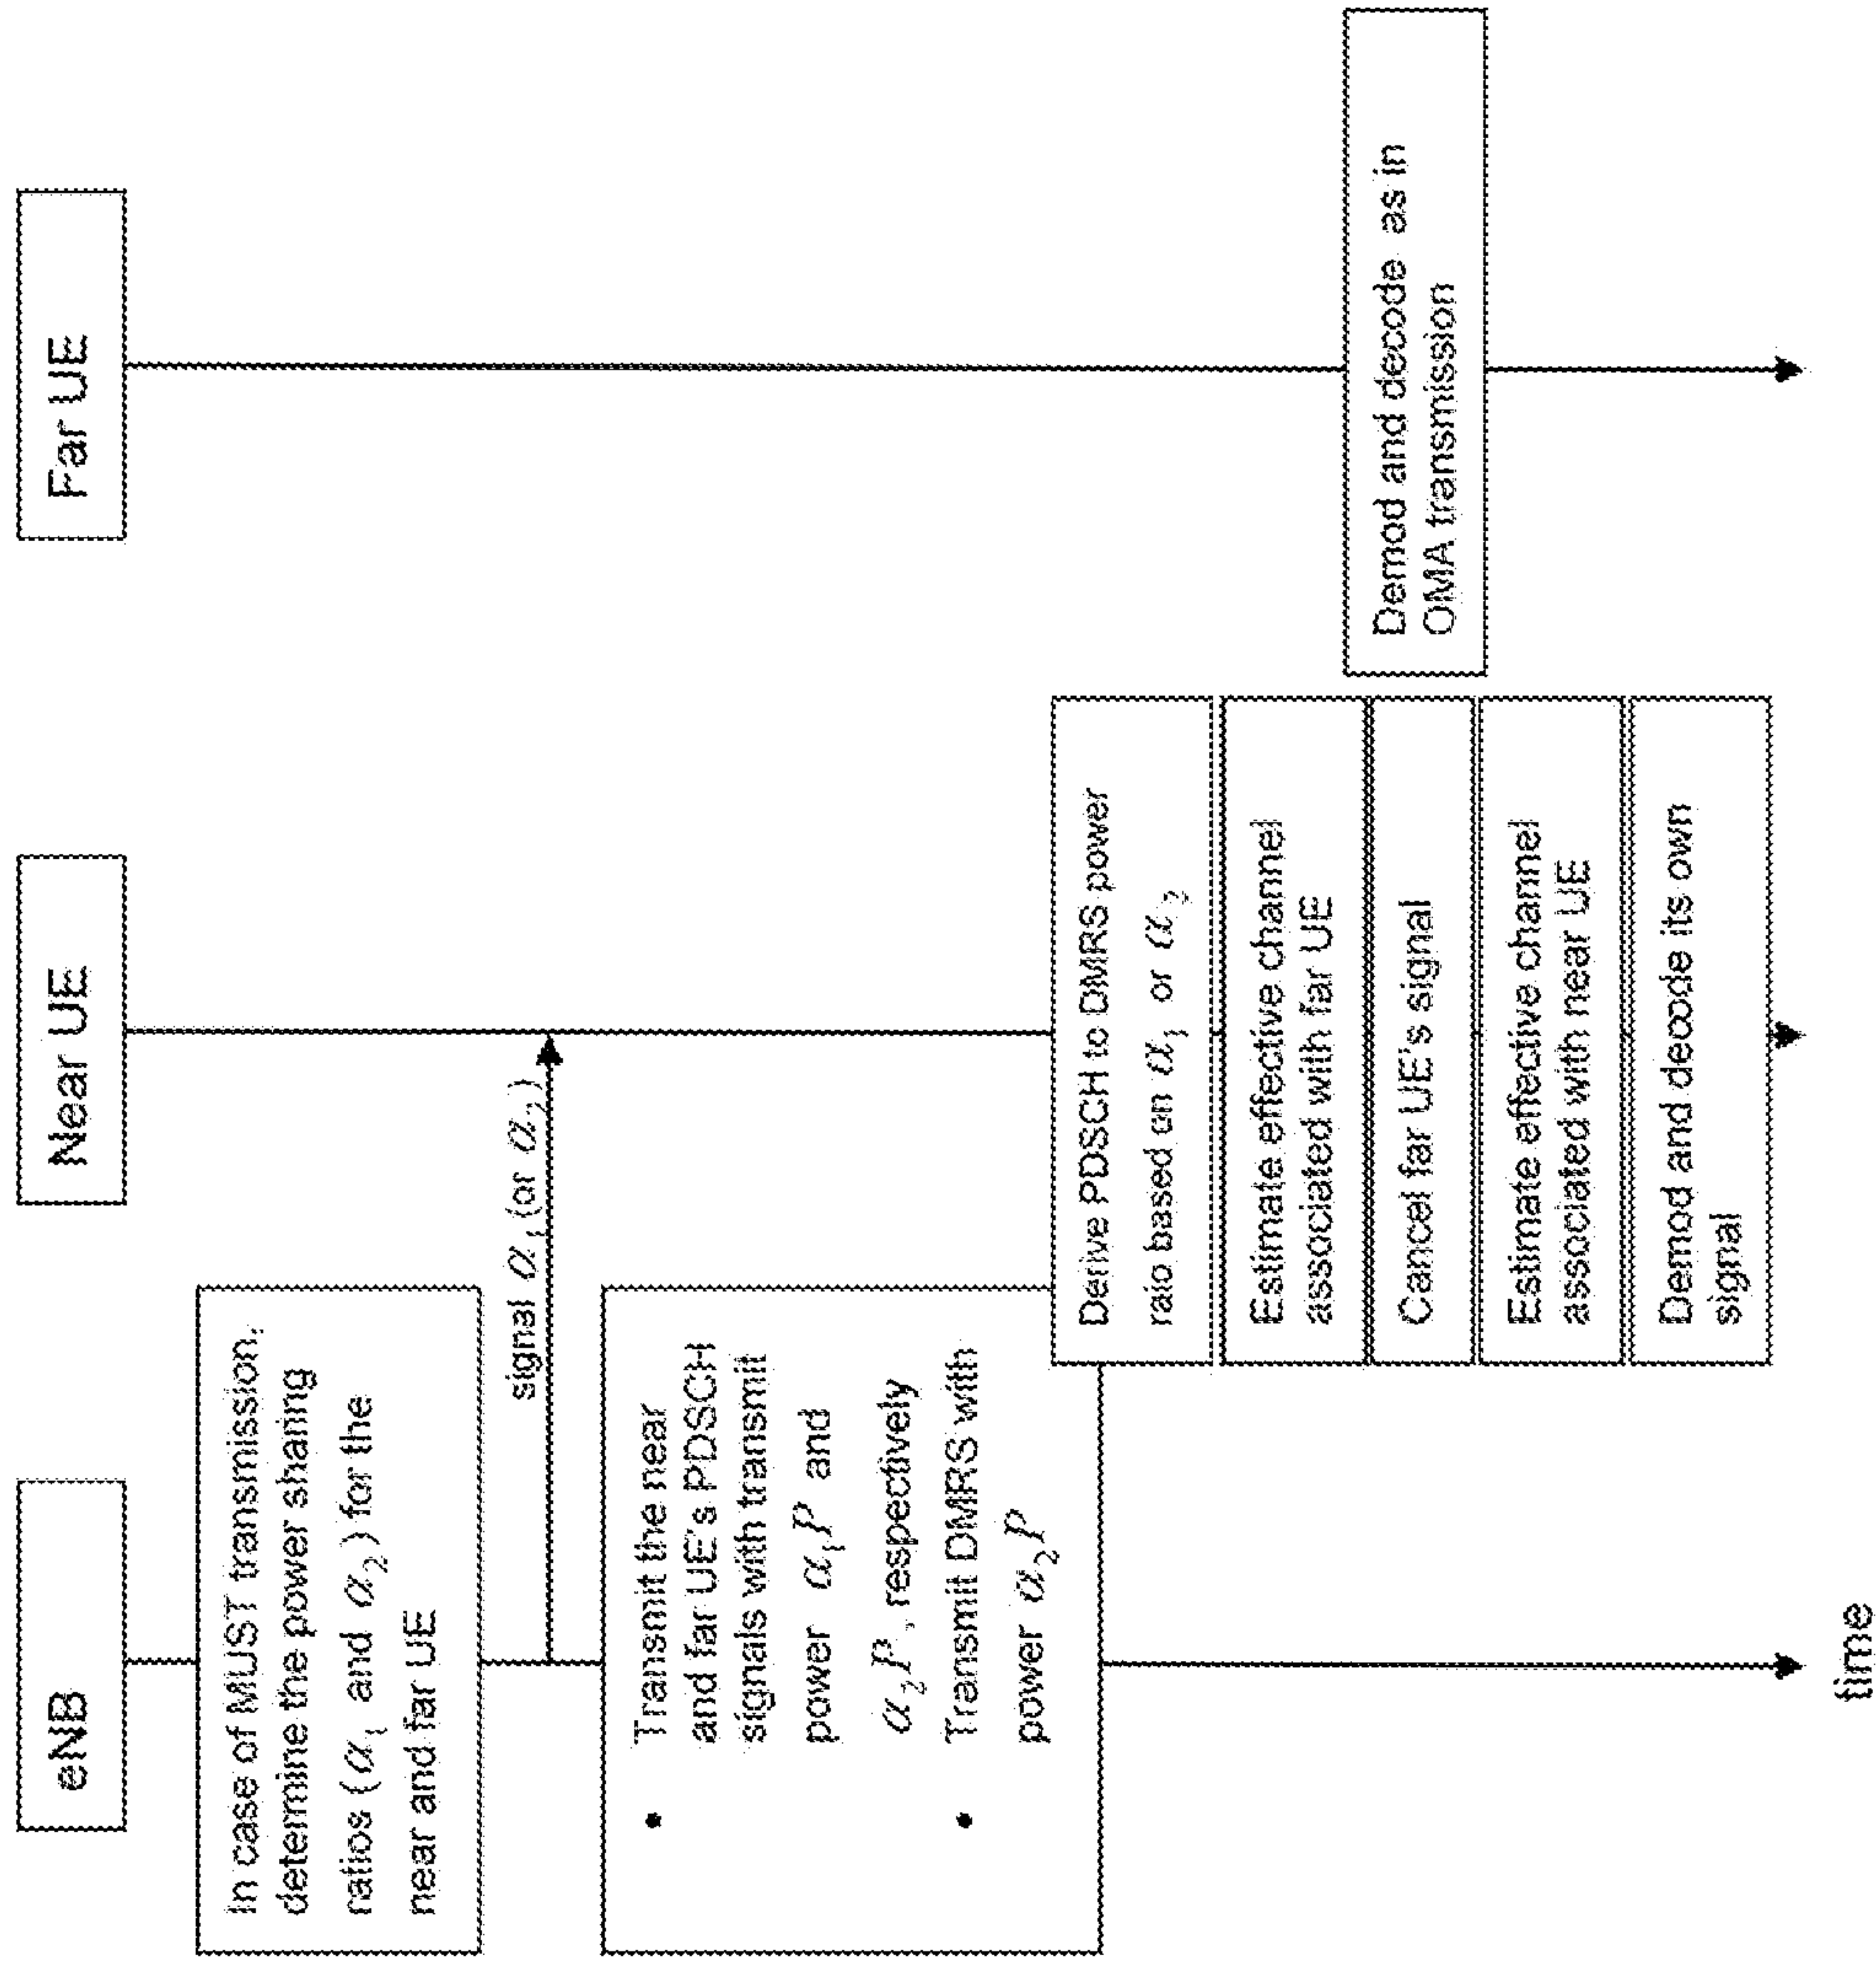 eNB
Near UE
Far UE
In case of MUST transmission,
determine the power sharing
ratios (α₁ and α₂) for the
near and far UE
signal α₁ (or α₂)
• Transmit the near
and far UE's PDSCH
signals with transmit
power α₁P and
α₂P, respectively
• Transmit DMRS with
power α₂P
Derive PDSCH to DMRS power
ratio based on α₁ or α₂
Estimate effective channel
associated with far UE
Cancel far UE's signal
Estimate effective channel
associated with near UE
Demod and decode its own
signal
Demod and decode as in
OMA transmission
time